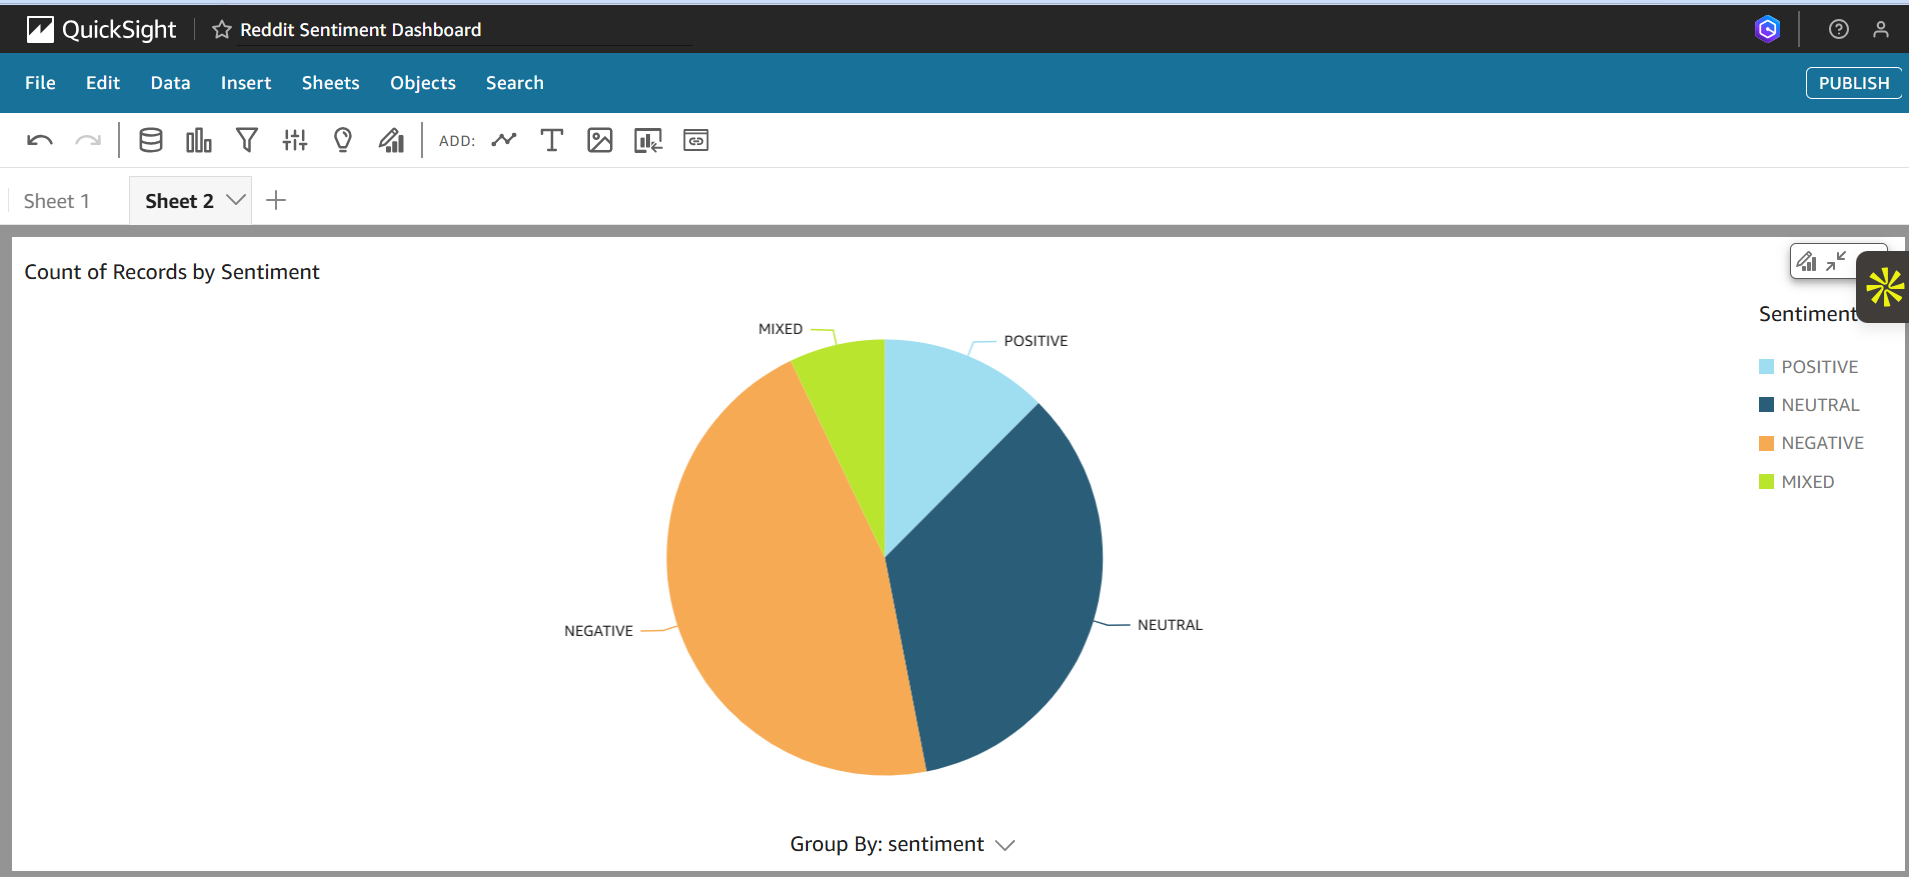 QuickSight
Reddit Sentiment Dashboard
File Edit Data Insert Sheets Objects Search
PUBLISH
ADD:
Sheet 1
Sheet 2
Count of Records by Sentiment
MIXED
POSITIVE
NEGATIVE
NEUTRAL
Group By: sentiment
Sentiment
POSITIVE
NEUTRAL
NEGATIVE
MIXED